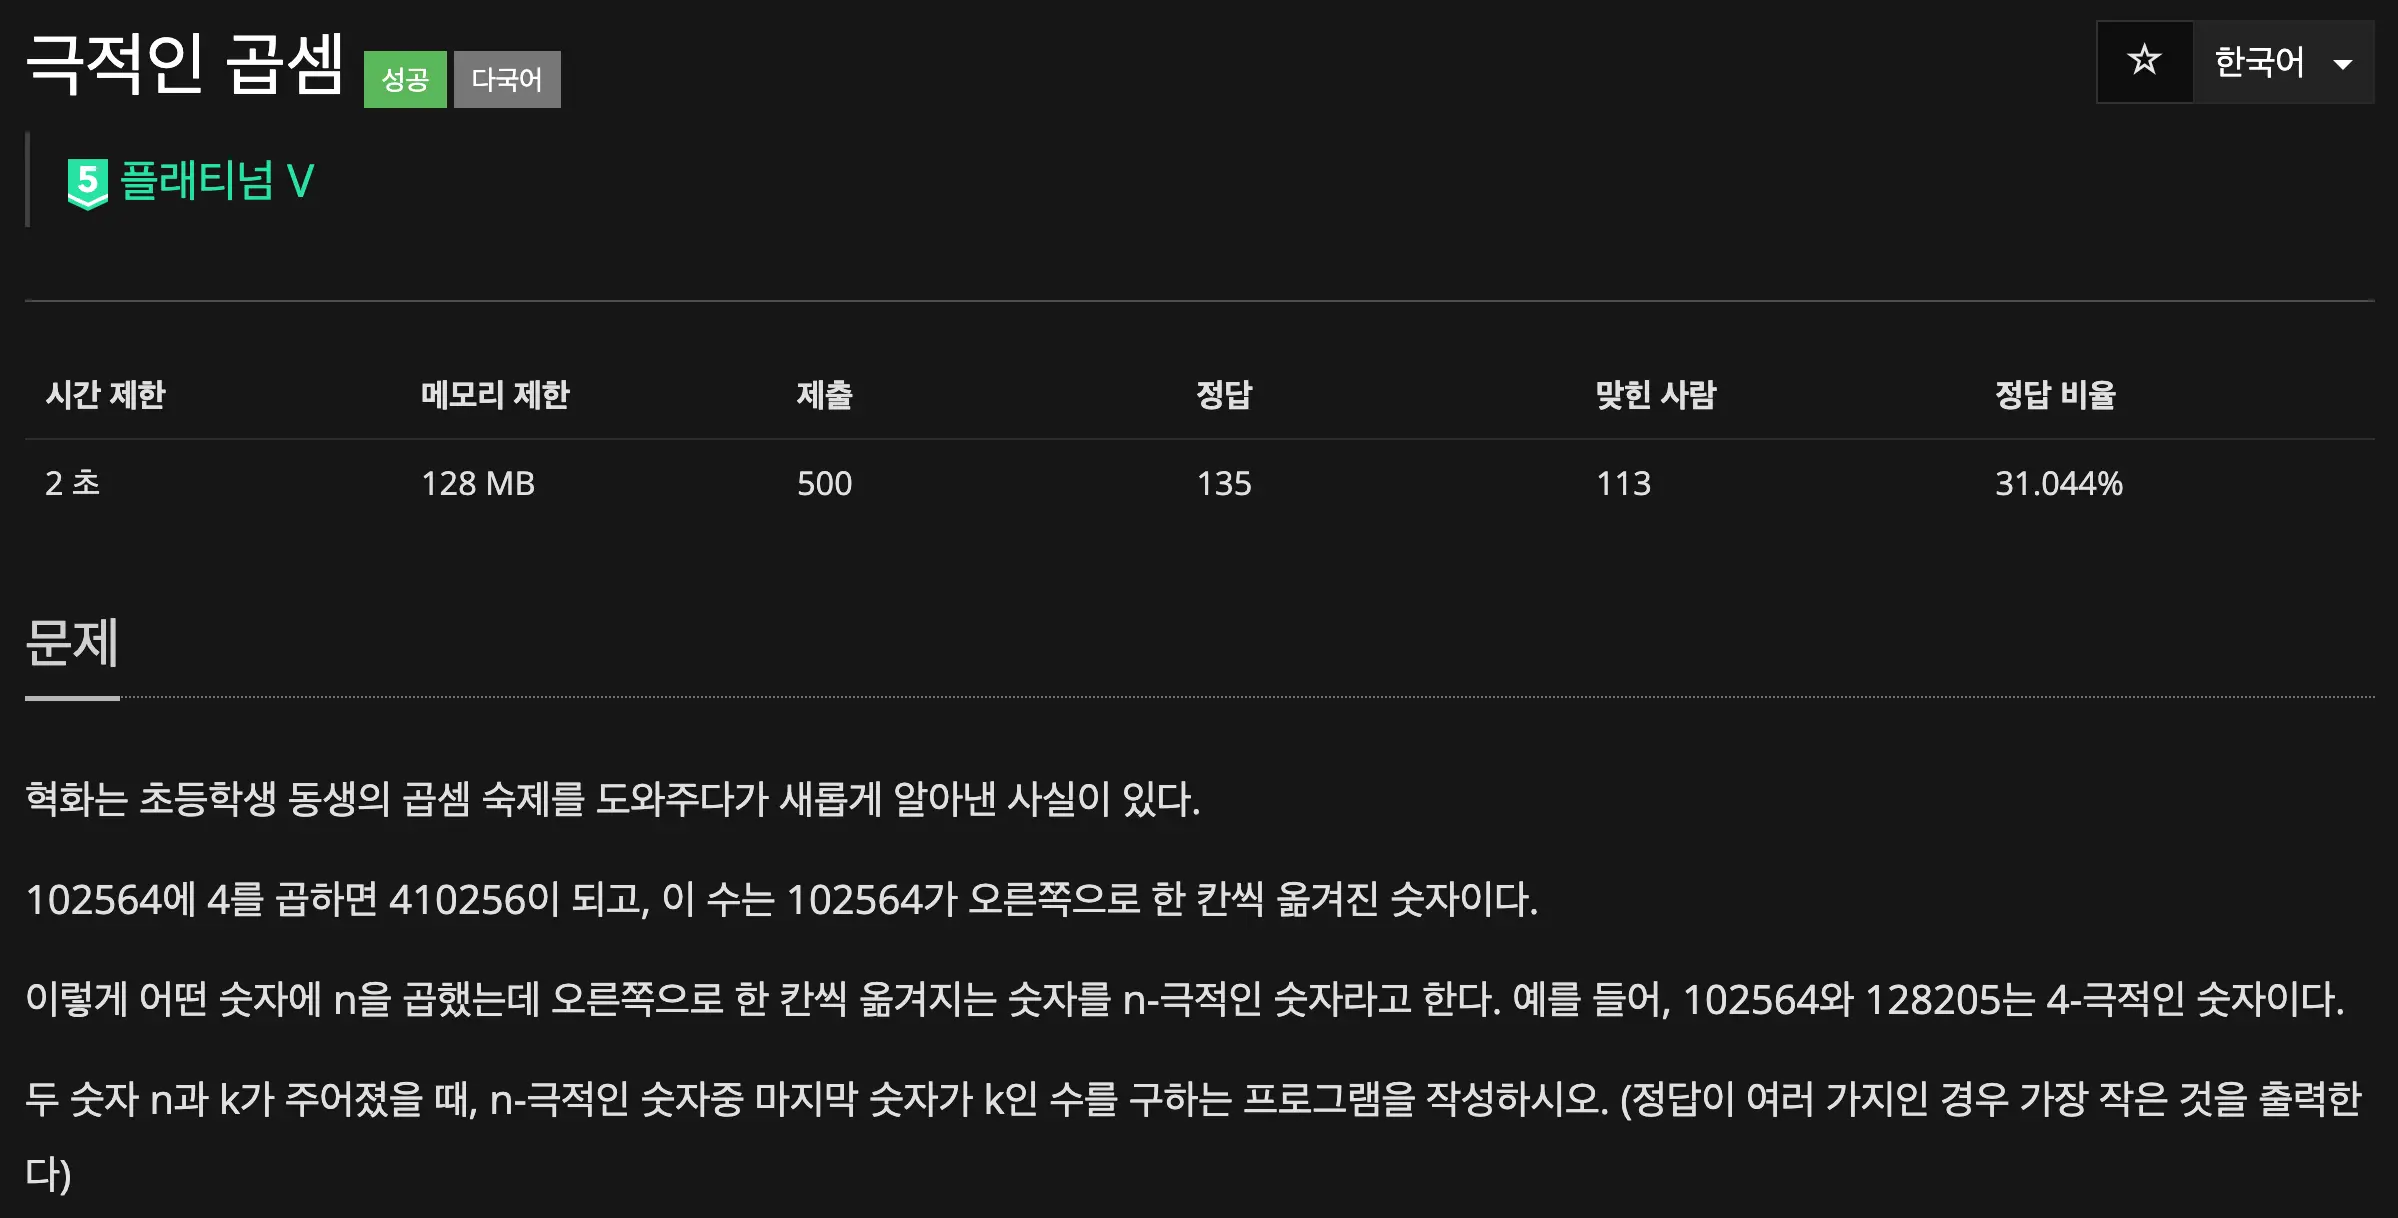 극적인 곱셈 성공 다국어
☆ 한국어
5 플래티넘 V
시간 제한 메모리 제한 제출 정답 맞힌 사람 정답 비율
2 초 128 MB 500 135 113 31.044%
문제
혁화는 초등학생 동생의 곱셈 숙제를 도와주다가 새롭게 알아낸 사실이 있다.
102564에 4를 곱하면 410256이 되고, 이 수는 102564가 오른쪽으로 한 칸씩 옮겨진 숫자이다.
이렇게 어떤 숫자에 n을 곱했는데 오른쪽으로 한 칸씩 옮겨지는 숫자를 n-극적인 숫자라고 한다. 예를 들어, 102564와 128205는 4-극적인 숫자이다.
두 숫자 n과 k가 주어졌을 때, n-극적인 숫자중 마지막 숫자가 k인 수를 구하는 프로그램을 작성하시오. (정답이 여러 가지인 경우 가장 작은 것을 출력한
다)